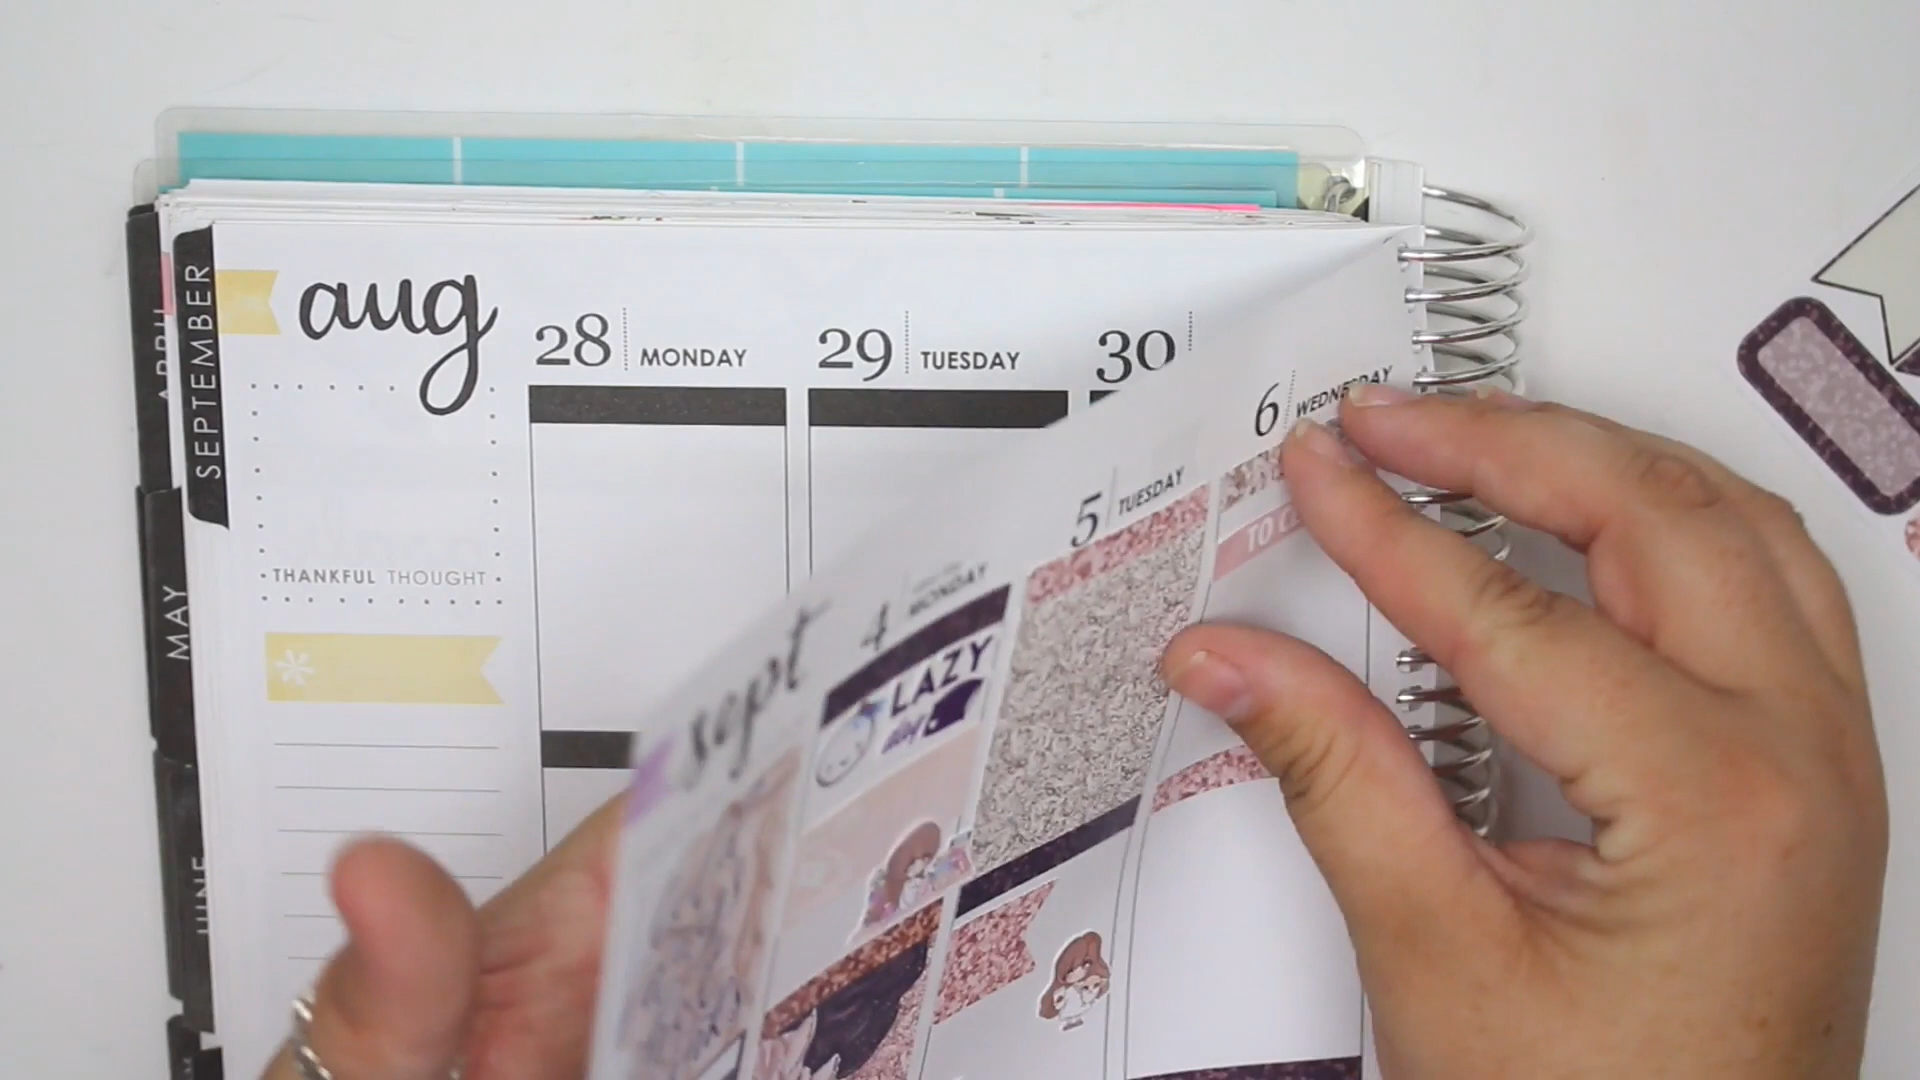 aug
28 MONDAY
29 TUESDAY
30
SEPTEMBER
APRIL
THANKFUL THOUGHT
MAY
JUNE
sept
4 MONDAY
5 TUESDAY
6 WEDNESDAY
LAZY
day